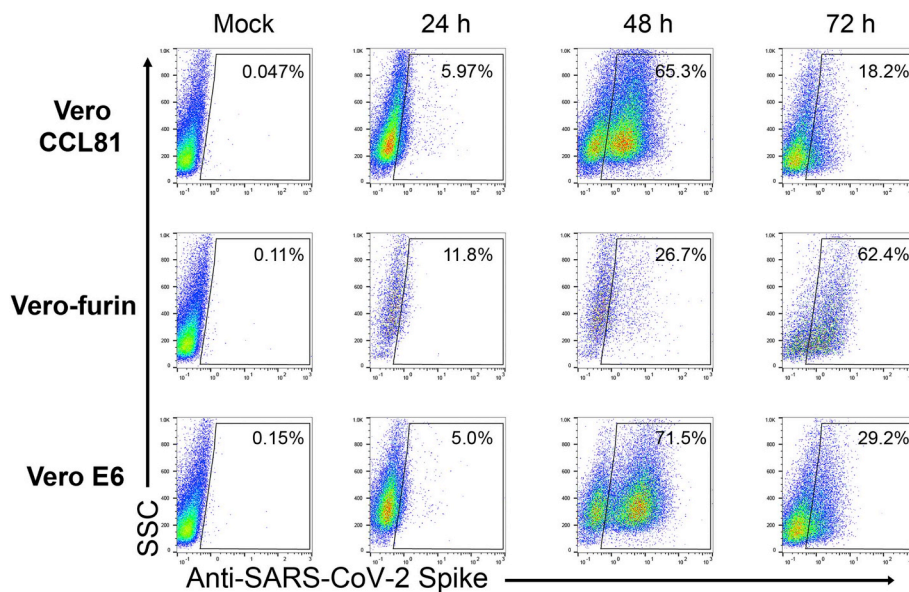 Mock 24 h 48 h 72 h
Vero CCL81
0.047% 5.97% 65.3% 18.2%
Vero-furin
0.11% 11.8% 26.7% 62.4%
Vero E6
0.15% 5.0% 71.5% 29.2%
SSC
Anti-SARS-CoV-2 Spike